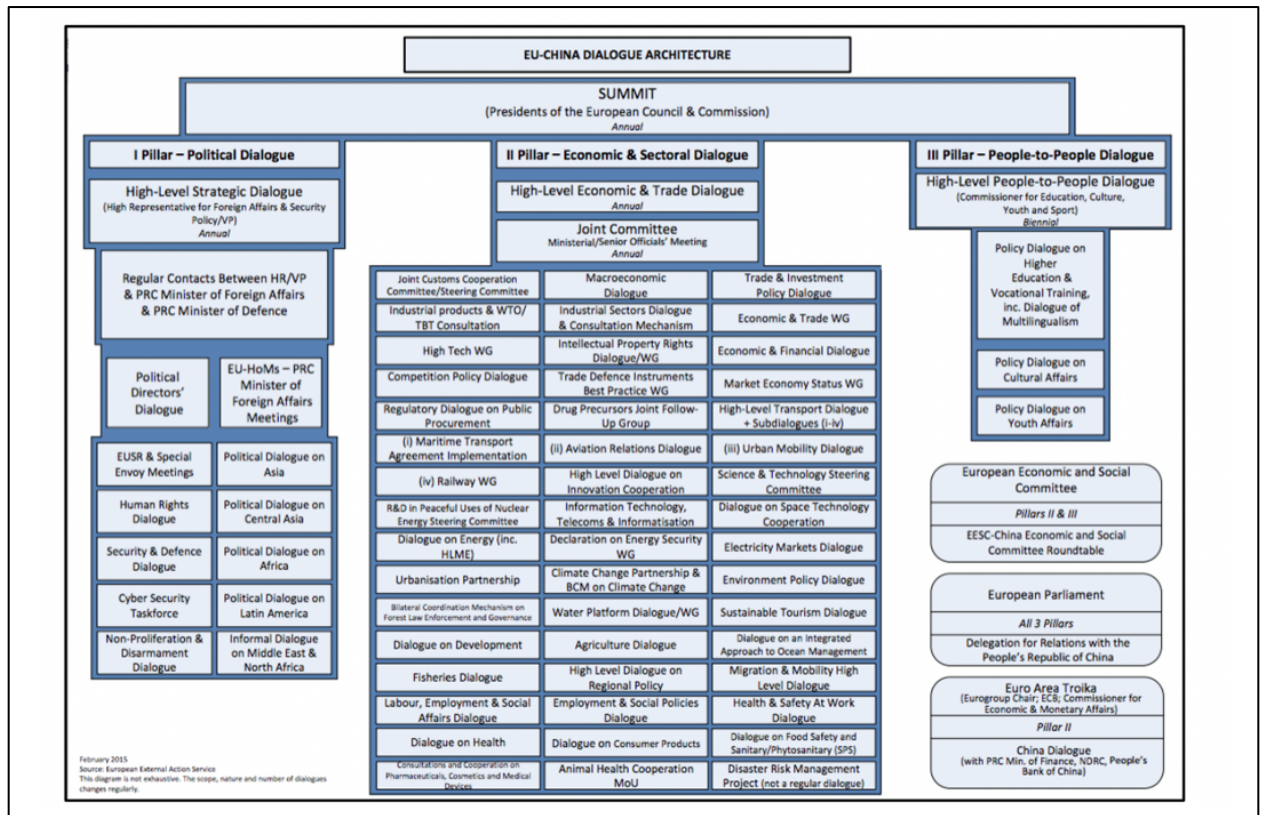 EU-CHINA DIALOGUE ARCHITECTURE
SUMMIT
(Presidents of the European Council & Commission)
Annual
I Pillar – Political Dialogue
High-Level Strategic Dialogue
(High Representative for Foreign Affairs & Security
Policy/VP)
Annual
Regular Contacts Between HR/VP
& PRC Minister of Foreign Affairs
& PRC Minister of Defence
Political
Directors'
Dialogue
EU-HoMs – PRC
Minister of
Foreign Affairs
Meetings
EUSR & Special
Envoy Meetings
Political Dialogue on
Asia
Human Rights
Dialogue
Political Dialogue on
Central Asia
Security & Defence
Dialogue
Political Dialogue on
Africa
Cyber Security
Taskforce
Political Dialogue on
Latin America
Non-Proliferation &
Disarmament
Dialogue
Informal Dialogue
on Middle East &
North Africa
II Pillar – Economic & Sectoral Dialogue
High-Level Economic & Trade Dialogue
Annual
Joint Committee
Ministerial/Senior Officials' Meeting
Annual
Joint Customs Cooperation
Committee/Steering Committee
Macroeconomic
Dialogue
Trade & Investment
Policy Dialogue
Industrial products & WTO/
TBT Consultation
Industrial Sectors Dialogue
& Consultation Mechanism
Economic & Trade WG
High Tech WG
Intellectual Property Rights
Dialogue/WG
Economic & Financial Dialogue
Competition Policy Dialogue
Trade Defence Instruments
Best Practice WG
Market Economy Status WG
Regulatory Dialogue on Public
Procurement
Drug Precursors Joint Follow-
Up Group
High-Level Transport Dialogue
+ Subdialogues (i-iv)
(i) Maritime Transport
Agreement Implementation
(ii) Aviation Relations Dialogue
(iii) Urban Mobility Dialogue
(iv) Railway WG
High Level Dialogue on
Innovation Cooperation
Science & Technology Steering
Committee
R&D in Peaceful Uses of Nuclear
Energy Steering Committee
Information Technology,
Telecoms & Informatisation
Dialogue on Space Technology
Cooperation
Dialogue on Energy (inc.
HLME)
Declaration on Energy Security
WG
Electricity Markets Dialogue
Urbanisation Partnership
Climate Change Partnership &
BCM on Climate Change
Environment Policy Dialogue
Bilateral Coordination Mechanism on
Forest Law Enforcement and Governance
Water Platform Dialogue/WG
Sustainable Tourism Dialogue
Dialogue on Development
Agriculture Dialogue
Dialogue on an Integrated
Approach to Ocean Management
Fisheries Dialogue
High Level Dialogue on
Regional Policy
Migration & Mobility High
Level Dialogue
Labour, Employment & Social
Affairs Dialogue
Employment & Social Policies
Dialogue
Health & Safety At Work
Dialogue
Dialogue on Health
Dialogue on Consumer Products
Dialogue on Food Safety and
Sanitary/Phytosanitary (SPS)
Consultations and Cooperation on
Pharmaceuticals, Cosmetics and Medical
Devices
Animal Health Cooperation
MoU
Disaster Risk Management
Project (not a regular dialogue)
III Pillar – People-to-People Dialogue
High-Level People-to-People Dialogue
(Commissioner for Education, Culture,
Youth and Sport)
Biennial
Policy Dialogue on
Higher
Education &
Vocational Training,
inc. Dialogue of
Multilingualism
Policy Dialogue on
Cultural Affairs
Policy Dialogue on
Youth Affairs
European Economic and Social
Committee
Pillars II & III
EESC-China Economic and Social
Committee Roundtable
European Parliament
All 3 Pillars
Delegation for Relations with the
People's Republic of China
Euro Area Troika
(Eurogroup Chair; ECB; Commissioner for
Economic & Monetary Affairs)
Pillar II
China Dialogue
(with PRC Min. of Finance, NDRC, People's
Bank of China)
February 2015
Source: European External Action Service
This diagram is not exhaustive. The scope, nature and number of dialogues
changes regularly.